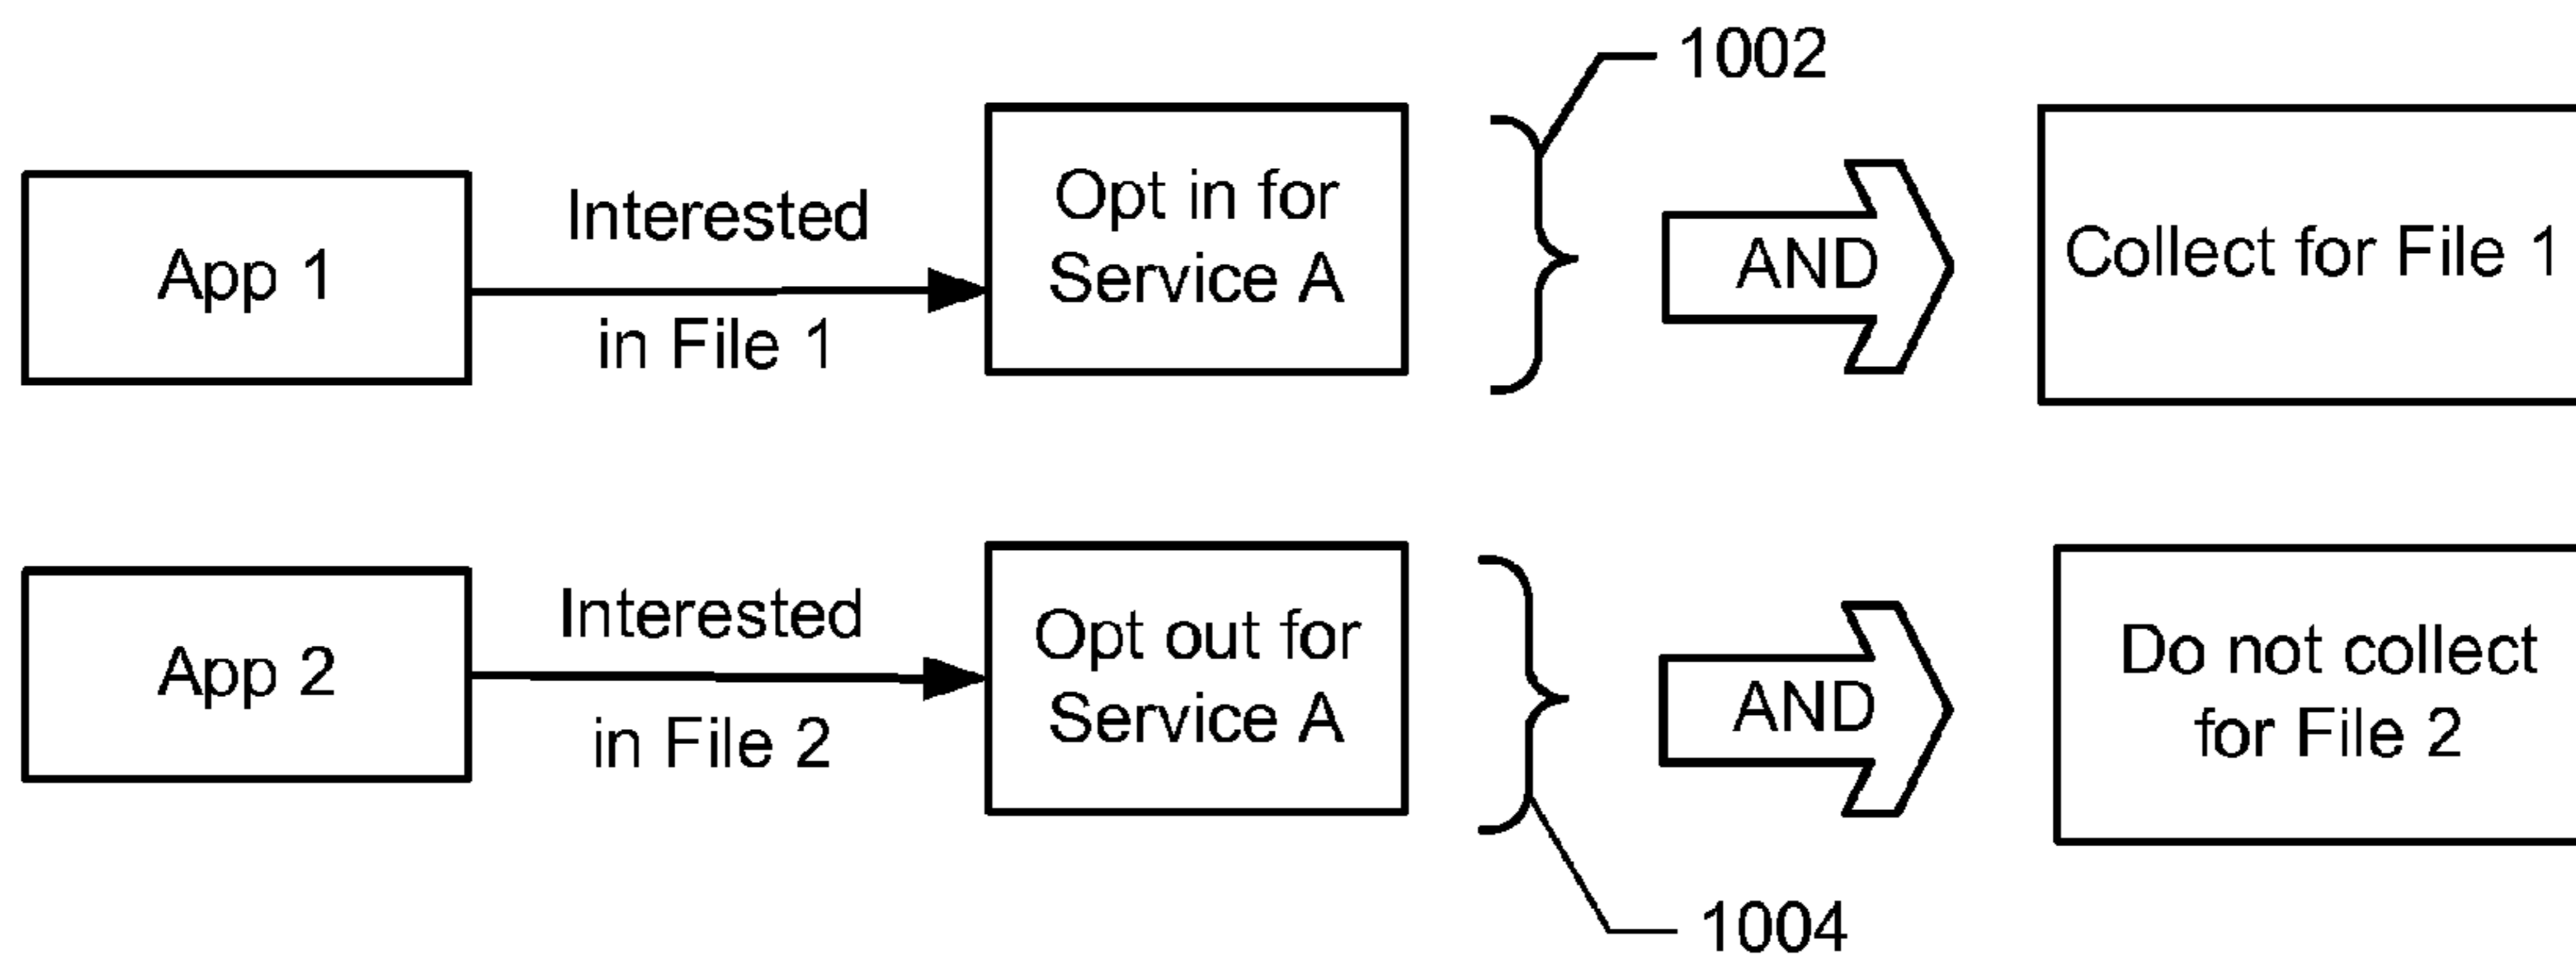 1002
App 1
Interested
in File 1
Opt in for
Service A
AND
Collect for File 1
App 2
Interested
in File 2
Opt out for
Service A
AND
Do not collect
for File 2
1004